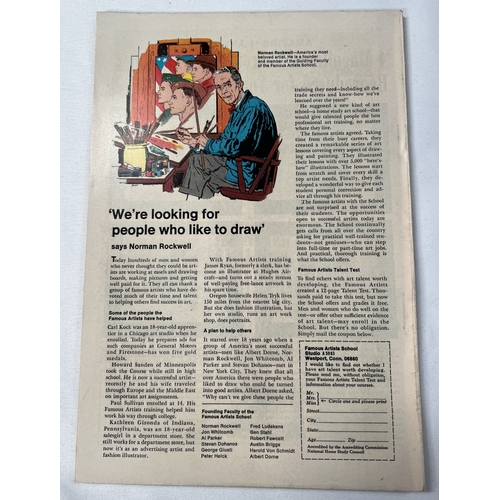 Norman Rockwell—America's most
beloved artist. He is a founder
and member of the Guiding Faculty
of the Famous Artists School.
'We're looking for
people who like to draw'
says Norman Rockwell
Today hundreds of men and women
who never thought they could be art-
ists are working at easels and drawing
boards, making pictures and getting
well paid for it. They all can thank a
group of famous artists who have de-
voted much of their time and talent
to helping others find success in art.
Some of the people the
Famous Artists have helped
Carl Kock was an 18-year-old appren-
tice in a Chicago art studio when he
enrolled. Today he prepares ads for
such companies as General Motors
and Firestone—has won five gold
medals.
Howard Sanden of Minneapolis
took the Course while still in high
school. He is now a successful artist—
recently he and his wife traveled
through Europe and the Middle East
on important art assignments.
Paul Sullivan enrolled at 14. His
Famous Artists training helped him
work his way through college.
Kathleen Gironda of Indiana,
Pennsylvania, was an 18-year-old
salesgirl in a department store. She
still works for a department store, but
now it's as an advertising artist and
fashion illustrator.
With Famous Artists training
James Ryan, formerly a clerk, has be-
come an illustrator at Hughes Air-
craft—and turns out a steady stream
of well-paying free-lance artwork in
his spare time.
Oregon housewife Hertra Tryk lives
150 miles from the nearest big city.
But she does fashion illustration, has
her own studio, runs an art work
shop, does portraits.
A plan to help others
It started over 18 years ago when a
group of America's most successful
artists—men like Albert Dorne, Nor-
man Rockwell, Jon Whitcomb, Al
Parker and Stevan Dohanos—met in
New York City. They knew that all
over America there were people who
liked to draw who could be turned
into good artists. Albert Dorne asked,
"Why can't we give these people the
Founding Faculty of the
Famous Artists School
Norman Rockwell
Jon Whitcomb
Al Parker
Stevan Dohanos
George Giusti
Peter Helck
Fred Ludekens
Ben Stahl
Robert Fawcett
Austin Briggs
Harold Von Schmidt
Albert Dorne
training they need—including all the
trade secrets and know-how we've
learned over the years?"
He suggested a new kind of art
school—a home study art school—that
would give talented people the best
professional art training, no matter
where they live.
The famous artists agreed. Taking
time from their busy careers, they
created a remarkable series of art
lessons covering every aspect of draw-
ing and painting. They illustrated
their lessons with over 5,000 "here's-
how" illustrations. The lessons start
from scratch and cover every skill a
top artist needs. Finally, they de-
veloped a wonderful way to give each
student personal correction and ad-
vice all through his training.
The famous artists with the School
are not surprised at the success of
their students. The opportunities
open to successful artists today are
enormous. The School continually
gets calls from all over the country
asking for practical well-trained stu-
dents—not geniuses—who can step
into full-time or part-time art jobs.
And practical, thorough training is
what the School offers.
Famous Artists Talent Test
To find others with art talent worth
developing, the Famous Artists
created a 12-page Talent Test. Thou-
sands paid to take this test, but now
the School offers and grades it free.
Men and women who do well on the
test—or offer other sufficient evidence
of art talent—may enroll in the
School. But there's no obligation.
Simply mail the coupon below.
Famous Artists School
Westport, Conn. 06880
I would like to find out whether I
have art talent worth developing.
Please send me, without obligation,
your Famous Artists Talent Test and
information about your courses.
Mr.
Mrs.
Miss
Circle one and please print
Street
City
State
Age
Zip
Accredited by the Accrediting Commission
National Home Study Council